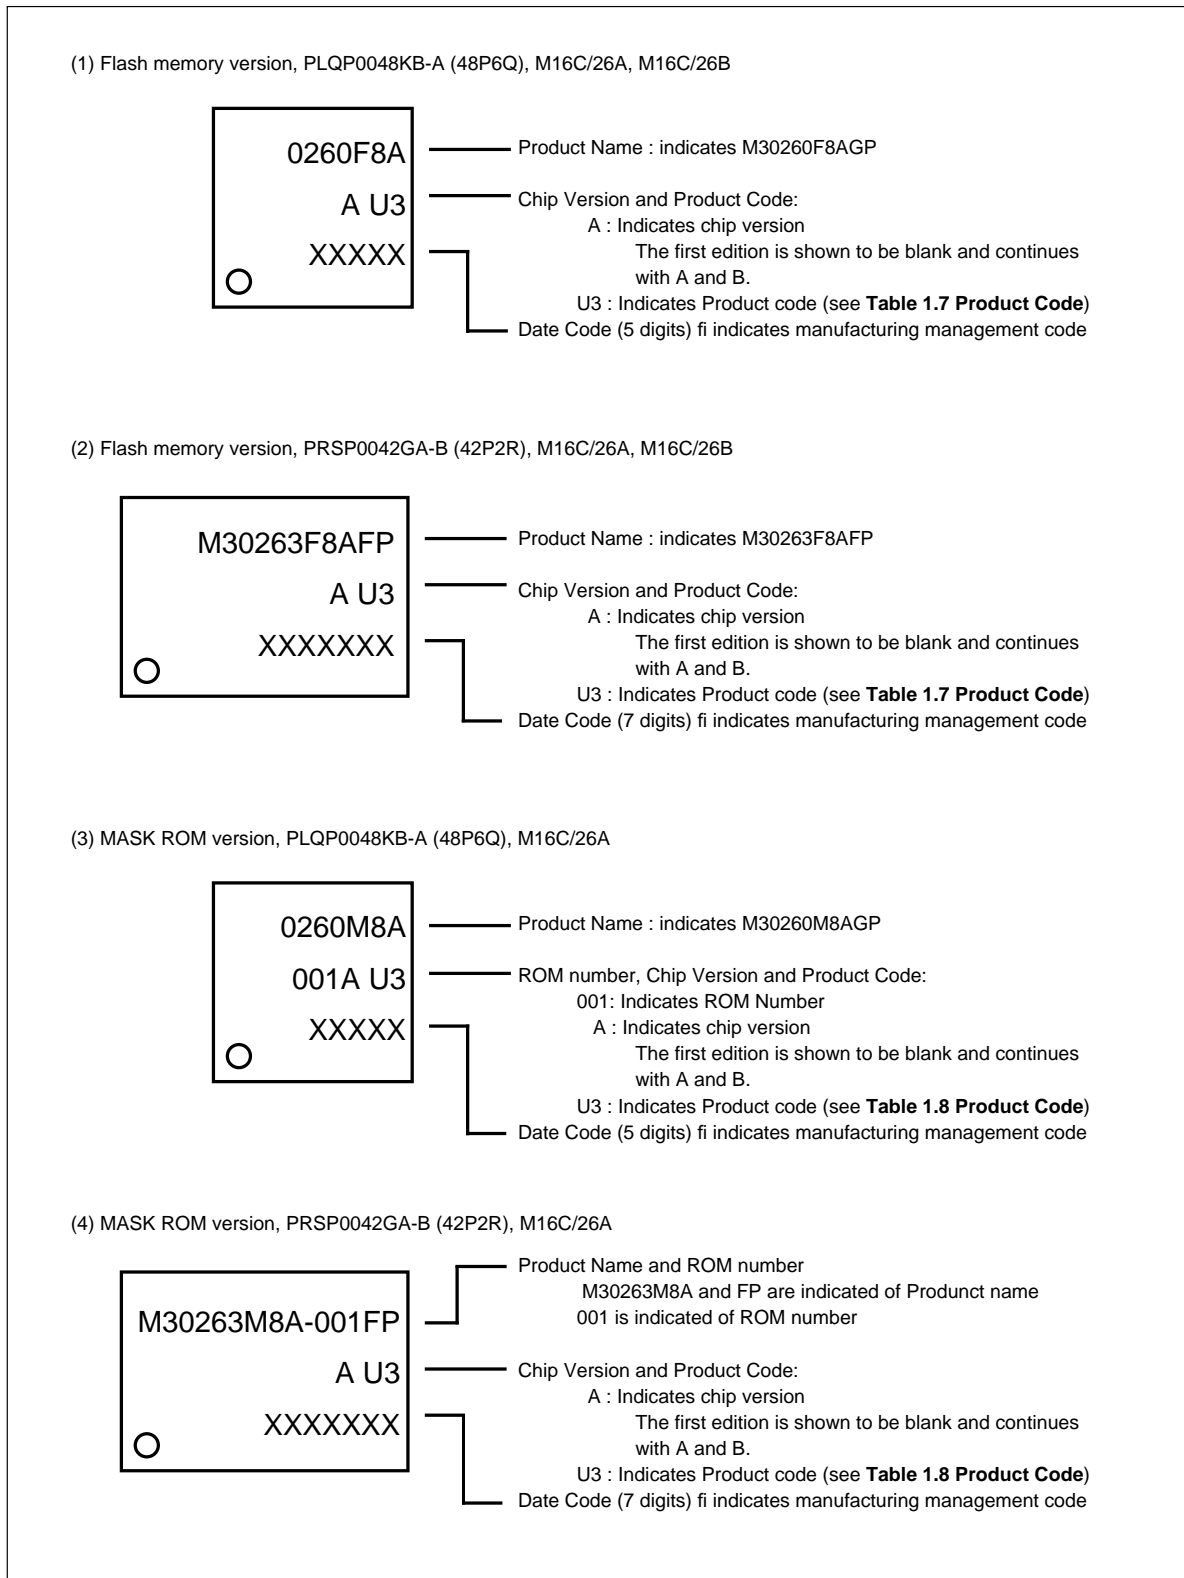 (1) Flash memory version, PLQP0048KB-A (48P6Q), M16C/26A, M16C/26B
0260F8A
A U3
XXXXX
Product Name : indicates M30260F8AGP
Chip Version and Product Code:
A : Indicates chip version
The first edition is shown to be blank and continues
with A and B.
U3 : Indicates Product code (see Table 1.7 Product Code)
Date Code (5 digits) fi indicates manufacturing management code
(2) Flash memory version, PRSP0042GA-B (42P2R), M16C/26A, M16C/26B
M30263F8AFP
A U3
XXXXXXX
Product Name : indicates M30263F8AFP
Chip Version and Product Code:
A : Indicates chip version
The first edition is shown to be blank and continues
with A and B.
U3 : Indicates Product code (see Table 1.7 Product Code)
Date Code (7 digits) fi indicates manufacturing management code
(3) MASK ROM version, PLQP0048KB-A (48P6Q), M16C/26A
0260M8A
001A U3
XXXXX
Product Name : indicates M30260M8AGP
ROM number, Chip Version and Product Code:
001: Indicates ROM Number
A : Indicates chip version
The first edition is shown to be blank and continues
with A and B.
U3 : Indicates Product code (see Table 1.8 Product Code)
Date Code (5 digits) fi indicates manufacturing management code
(4) MASK ROM version, PRSP0042GA-B (42P2R), M16C/26A
M30263M8A-001FP
A U3
XXXXXXX
Product Name and ROM number
M30263M8A and FP are indicated of Produnct name
001 is indicated of ROM number
Chip Version and Product Code:
A : Indicates chip version
The first edition is shown to be blank and continues
with A and B.
U3 : Indicates Product code (see Table 1.8 Product Code)
Date Code (7 digits) fi indicates manufacturing management code